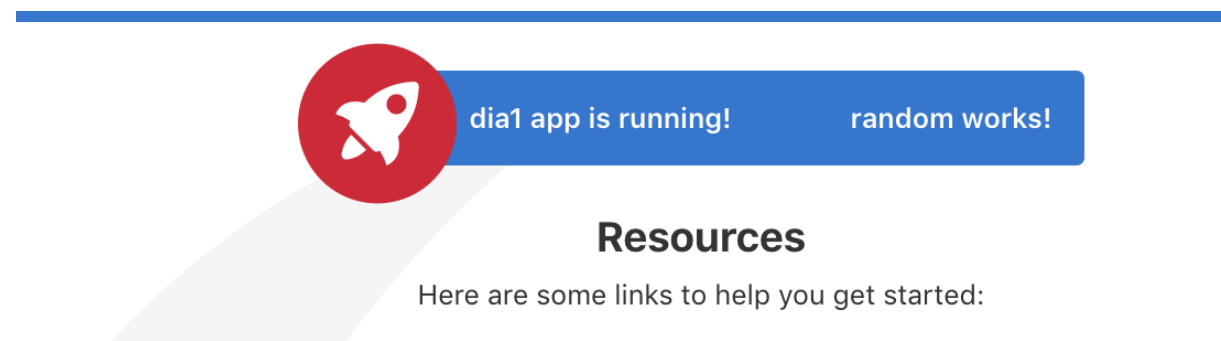 dia1 app is running! random works!
Resources
Here are some links to help you get started: